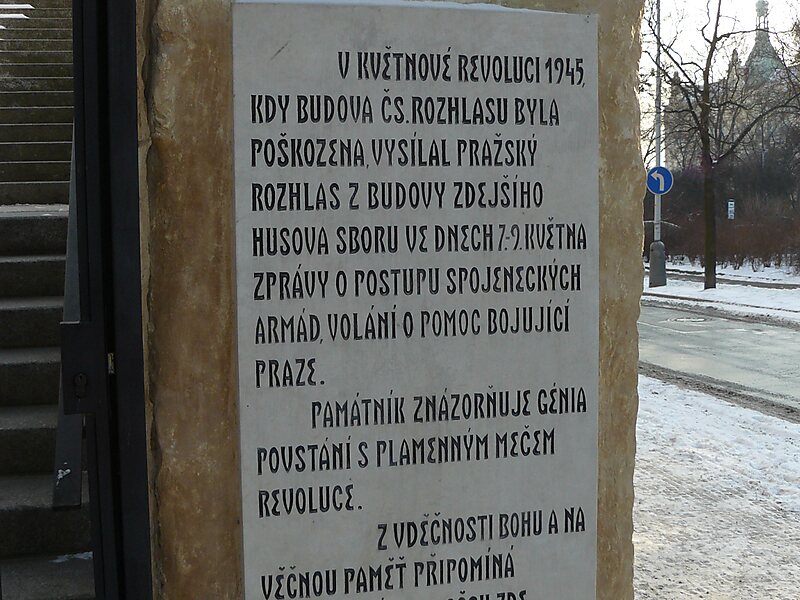 V KVĚTNOVÉ REVOLUCI 1945,
KDY BUDOVA ČS. ROZHLASU BYLA
POŠKOZENA, VYSÍLAL PRAŽSKÝ
ROZHLAS Z BUDOVY ZDEJŠÍHO
HUSOVA SBORU VE DNECH 7.-9. KVĚTNA
ZPRÁVY O POSTUPU SPOJENECKÝCH
ARMÁD, VOLÁNÍ O POMOC BOJUJÍCÍ
PRAZE.
PAMÁTNÍK ZNÁZORŇUJE GÉNIA
POVSTÁNÍ S PLAMENNÝM MEČEM
REVOLUCE.
Z VDĚČNOSTI BOHU A NA
VĚČNOU PAMĚŤ PŘIPOMÍNÁ
ZDE